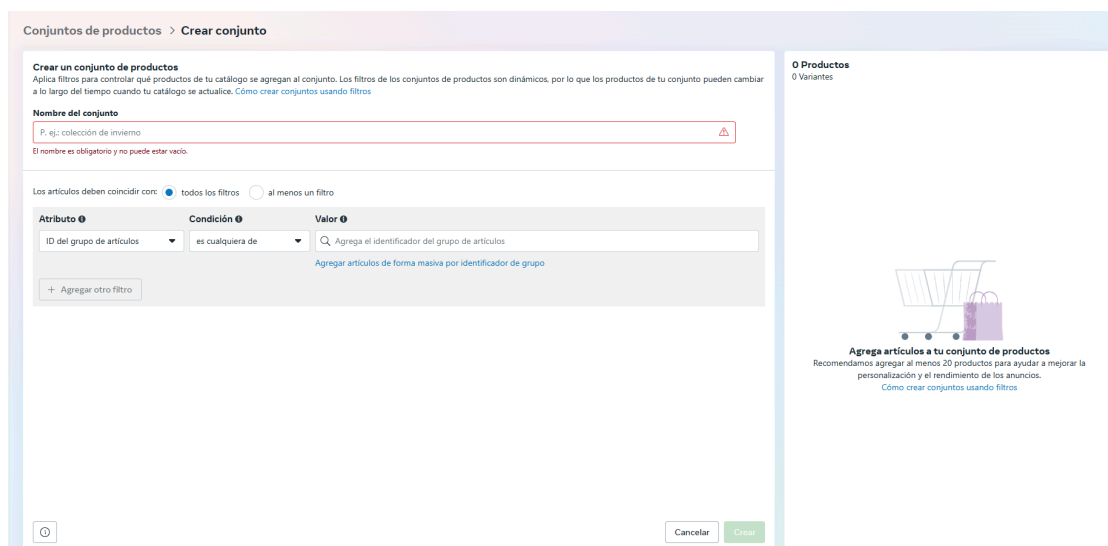 Conjuntos de productos > Crear conjunto
Crear un conjunto de productos
Aplica filtros para controlar qué productos de tu catálogo se agregan al conjunto. Los filtros de los conjuntos de productos son dinámicos, por lo que los productos de tu conjunto pueden cambiar
a lo largo del tiempo cuando tu catálogo se actualice. Cómo crear conjuntos usando filtros
Nombre del conjunto
P. ej.: colección de invierno
El nombre es obligatorio y no puede estar vacío.
Los artículos deben coincidir con: todos los filtros al menos un filtro
Atributo Condición Valor
ID del grupo de artículos es cualquiera de Agrega el identificador del grupo de artículos
Agregar artículos de forma masiva por identificador de grupo
+ Agregar otro filtro
Cancelar Crear
0 Productos
0 Variantes
Agrega artículos a tu conjunto de productos
Recomendamos agregar al menos 20 productos para ayudar a mejorar la
personalización y el rendimiento de los anuncios.
Cómo crear conjuntos usando filtros